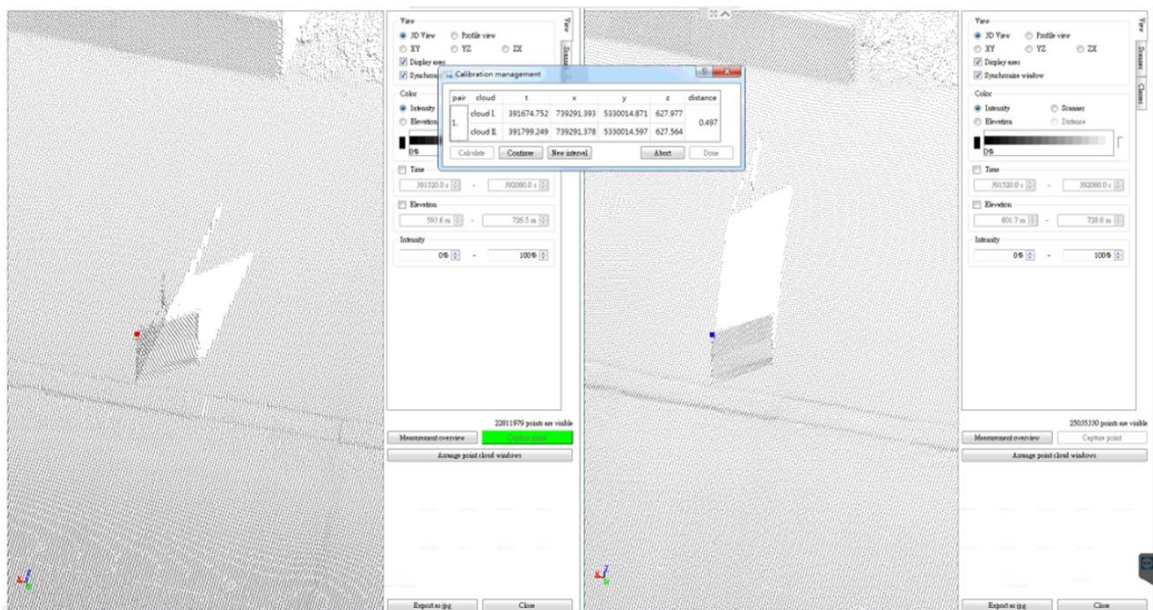 View
3D View Profile view
XY YZ ZX
Display axes
Synchronize window
Color
Intensity
Elevation
0%
Time
391520.0 s - 392080.0 s
Elevation
593.6 m - 726.5 m
Intensity
0% - 100%
22811979 points are visible
Measurement overview Capture point
Arrange point cloud windows
Export as jpg Close
View
Calibration management
pair cloud t x y z distance
1. cloud I. 391674.752 739291.393 5330014.871 627.977 0.497
cloud II. 391799.249 739291.378 5330014.597 627.564
Calculate Continue New interval Abort Done
View
3D View Profile view
XY YZ ZX
Display axes
Synchronize window
Color
Intensity Scanner
Elevation Distance
0%
Time
391520.0 s - 392080.0 s
Elevation
601.7 m - 728.0 m
Intensity
0% - 100%
25035330 points are visible
Measurement overview Capture point
Arrange point cloud windows
Export as jpg Close
View
Scanner
Classes